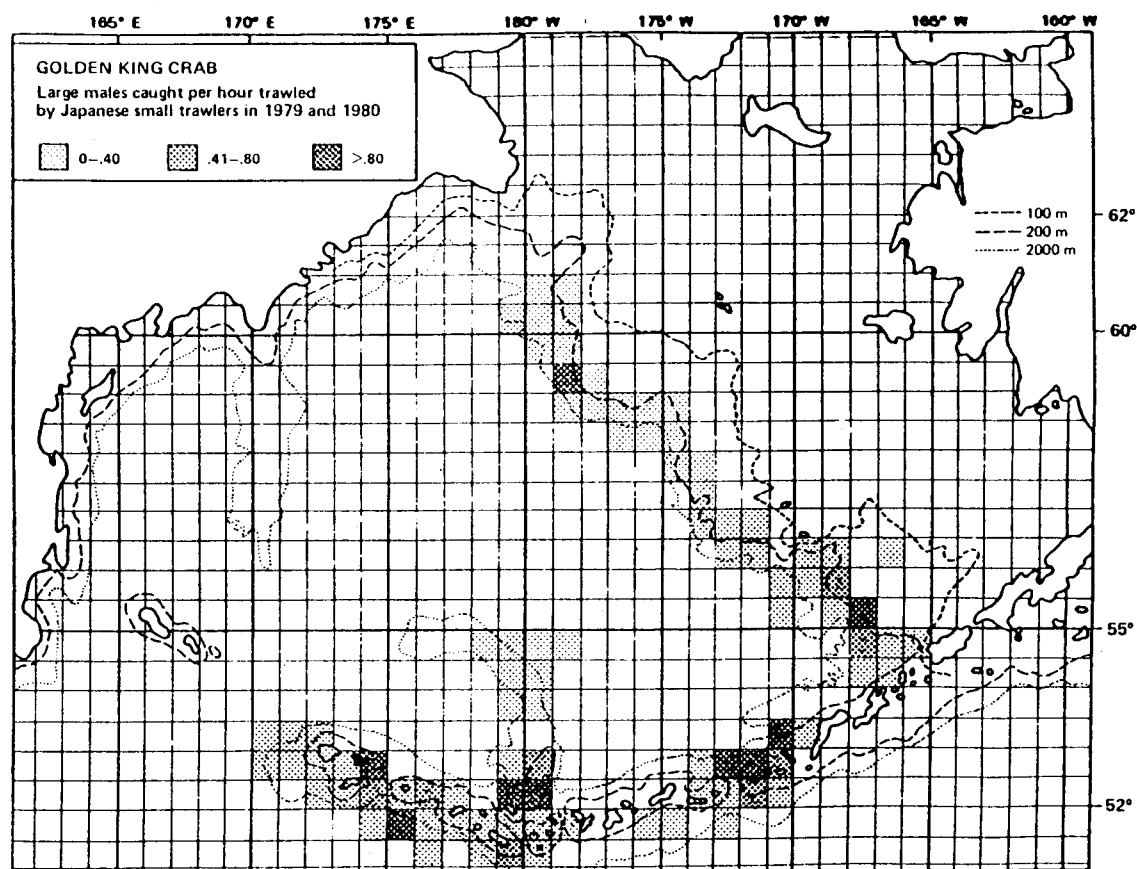 165° E 170° E 175° E 180° W 175° W 170° W 165° W 160° W
GOLDEN KING CRAB
Large males caught per hour trawled
by Japanese small trawlers in 1979 and 1980
0–.40 .41–.80 >.80
100 m
200 m
2000 m
62°
60°
55°
52°